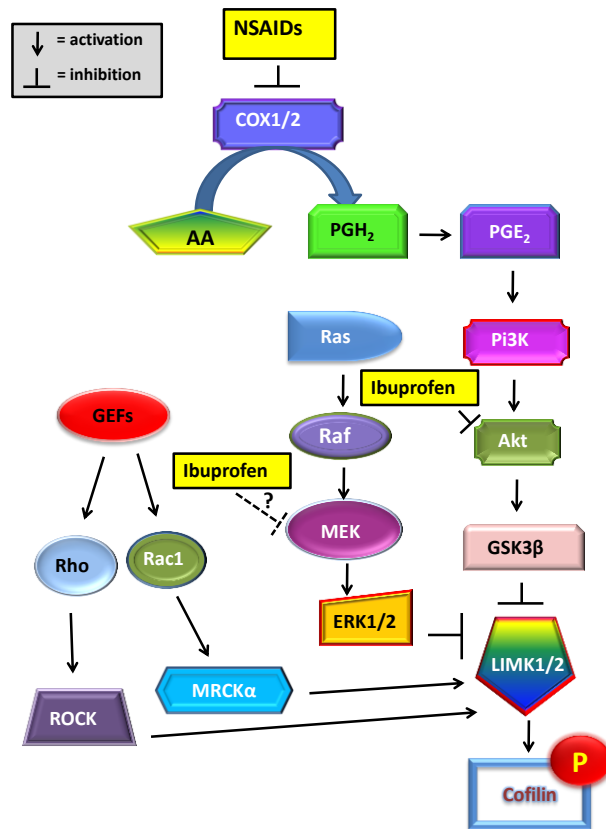 = activation
= inhibition
NSAIDs
COX1/2
AA
PGH₂
PGE₂
Ras
Pi3K
Ibuprofen
GEFs
Raf
Akt
Ibuprofen
?
MEK
GSK3β
Rho
Rac1
ERK1/2
LIMK1/2
MRCKα
ROCK
P
Cofilin